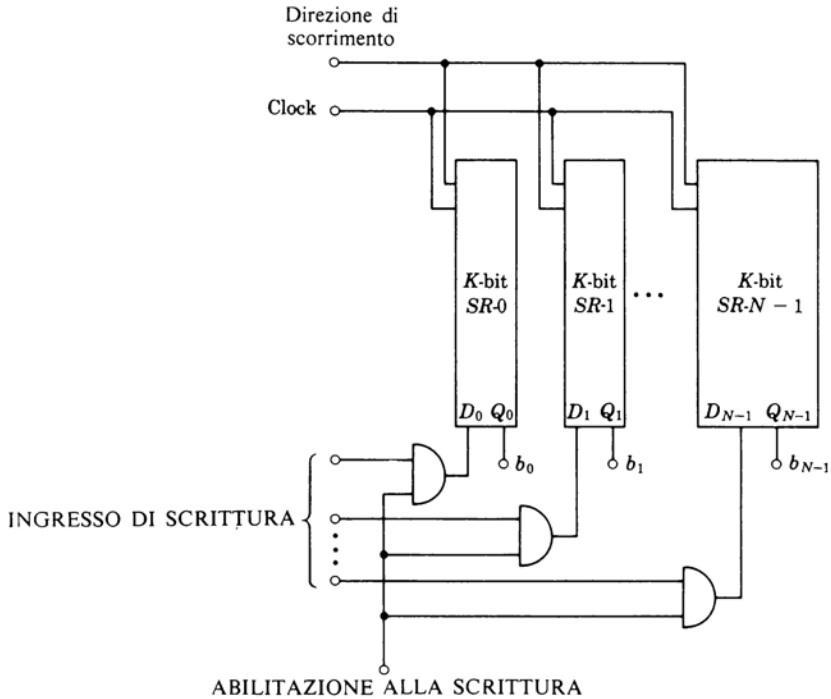 Direzione di
scorrimento
Clock
K-bit
SR-0
K-bit
SR-1
K-bit
SR-N − 1
D0 Q0
D1 Q1
DN−1 QN−1
b0
b1
bN−1
INGRESSO DI SCRITTURA
ABILITAZIONE ALLA SCRITTURA